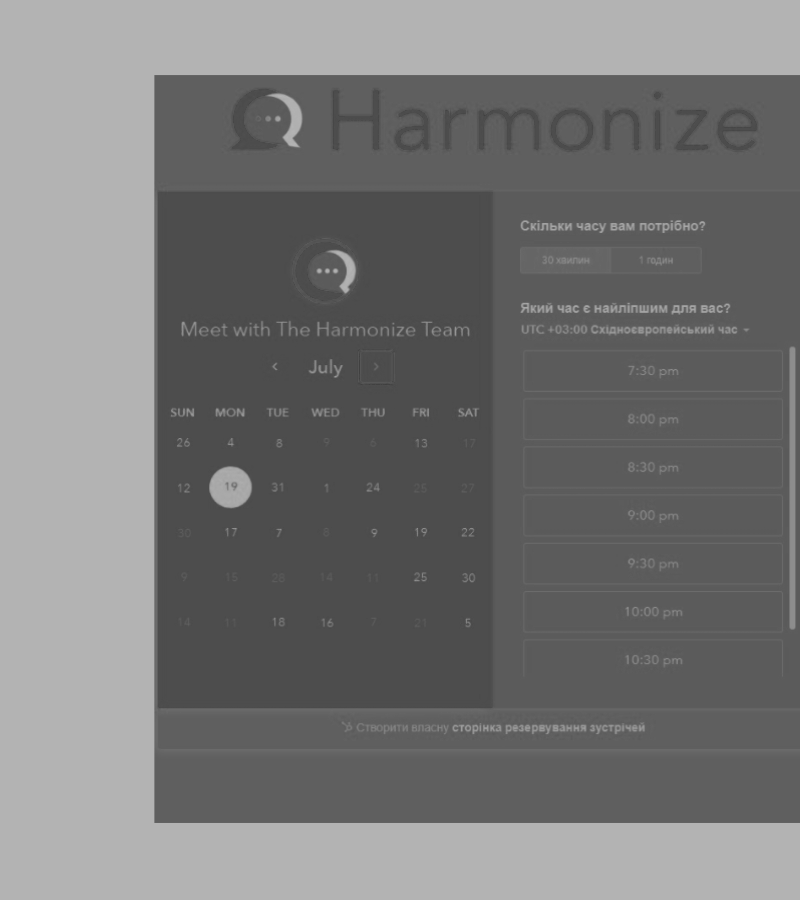 Harmonize
Meet with The Harmonize Team
July
SUN MON TUE WED THU FRI SAT
26 4 8 9 6 13 17
12 19 31 1 24 25 27
30 17 7 8 9 19 22
9 15 28 14 11 25 30
14 11 18 16 7 21 5
Скільки часу вам потрібно?
30 хвилин 1 годин
Який час є найліпшим для вас?
UTC +03:00 Східноєвропейський час
7:30 pm
8:00 pm
8:30 pm
9:00 pm
9:30 pm
10:00 pm
10:30 pm
Створити власну сторінка резервування зустрічей